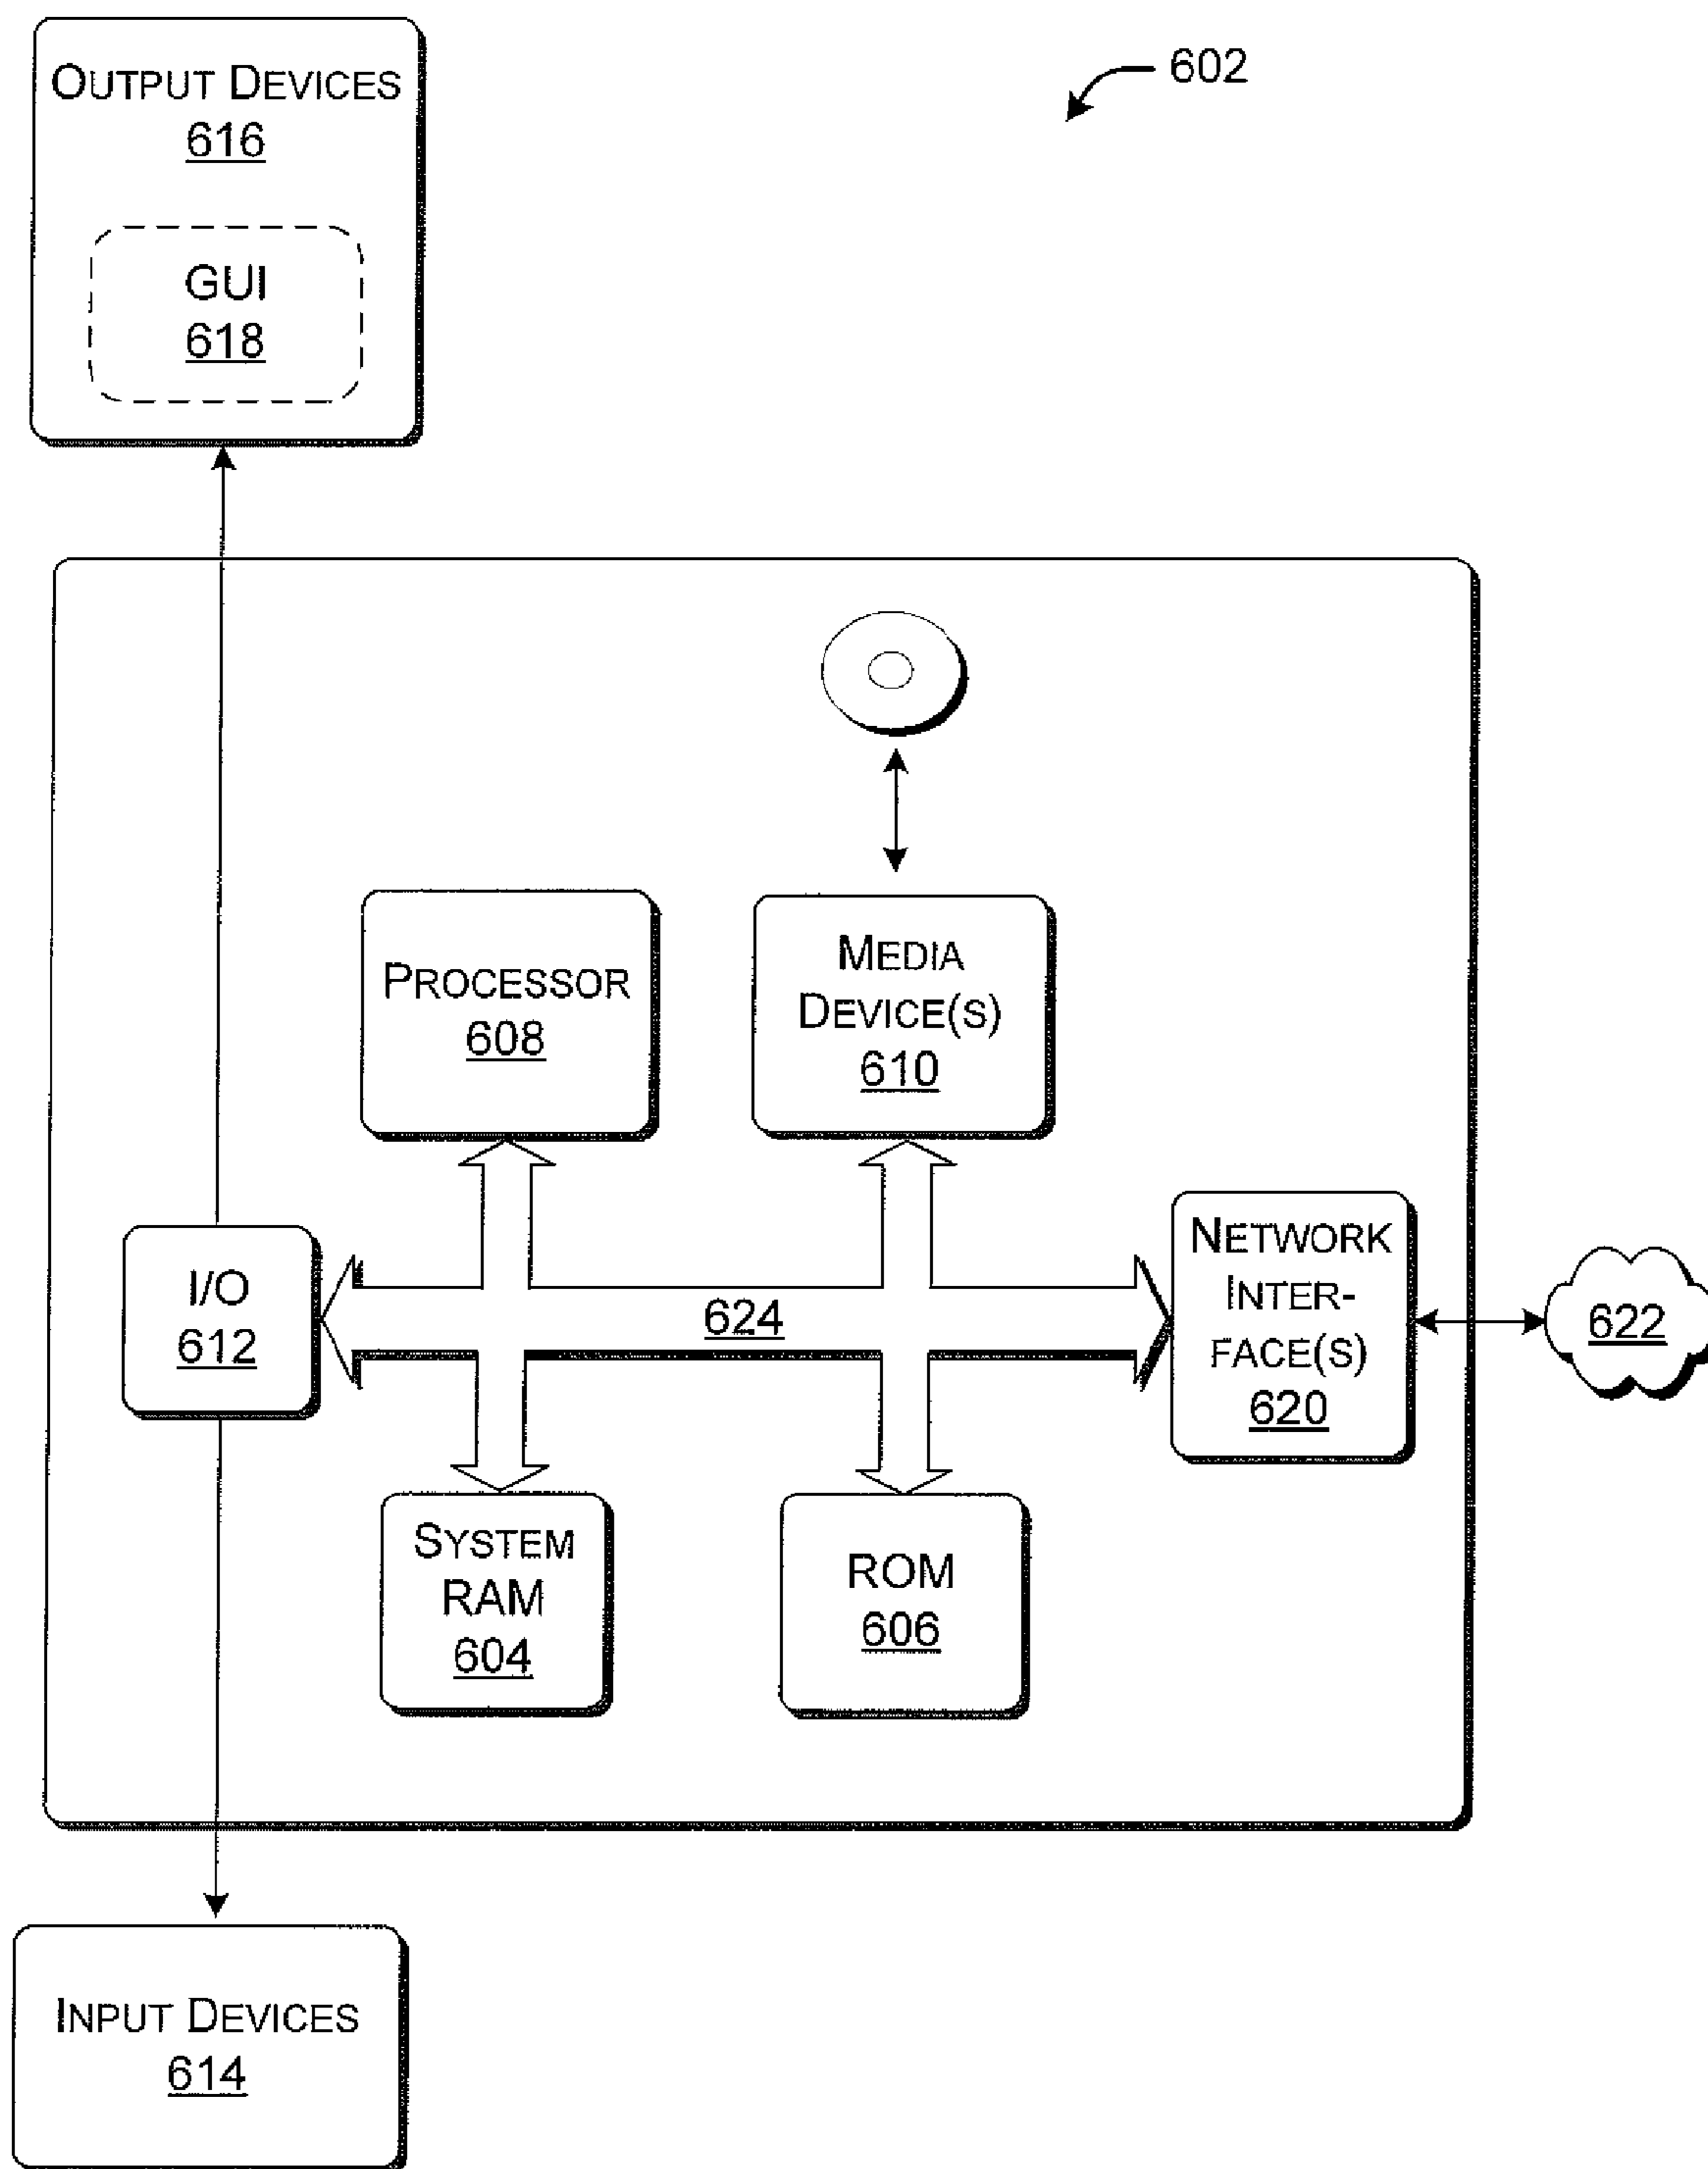 OUTPUT DEVICES
616
GUI
618
602
PROCESSOR
608
MEDIA
DEVICE(S)
610
I/O
612
624
NETWORK
INTER-
FACE(S)
620
622
SYSTEM
RAM
604
ROM
606
INPUT DEVICES
614